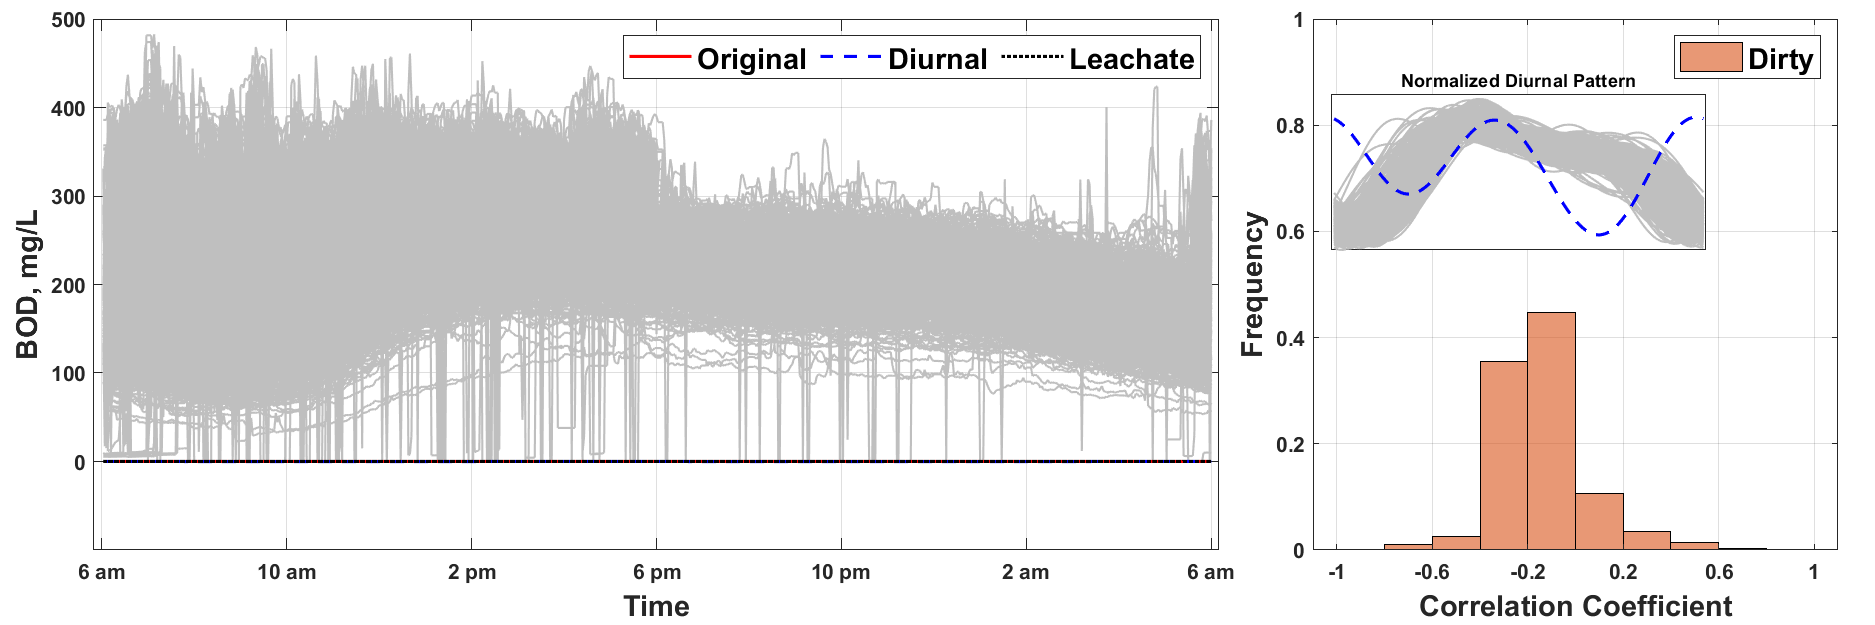 500
400
300
200
100
0
BOD, mg/L
Original Diurnal Leachate
6 am 10 am 2 pm 6 pm 10 pm 2 am 6 am
Time
1
0.8
0.6
0.4
0.2
0
Frequency
Dirty
Normalized Diurnal Pattern
-1 -0.6 -0.2 0.2 0.6 1
Correlation Coefficient